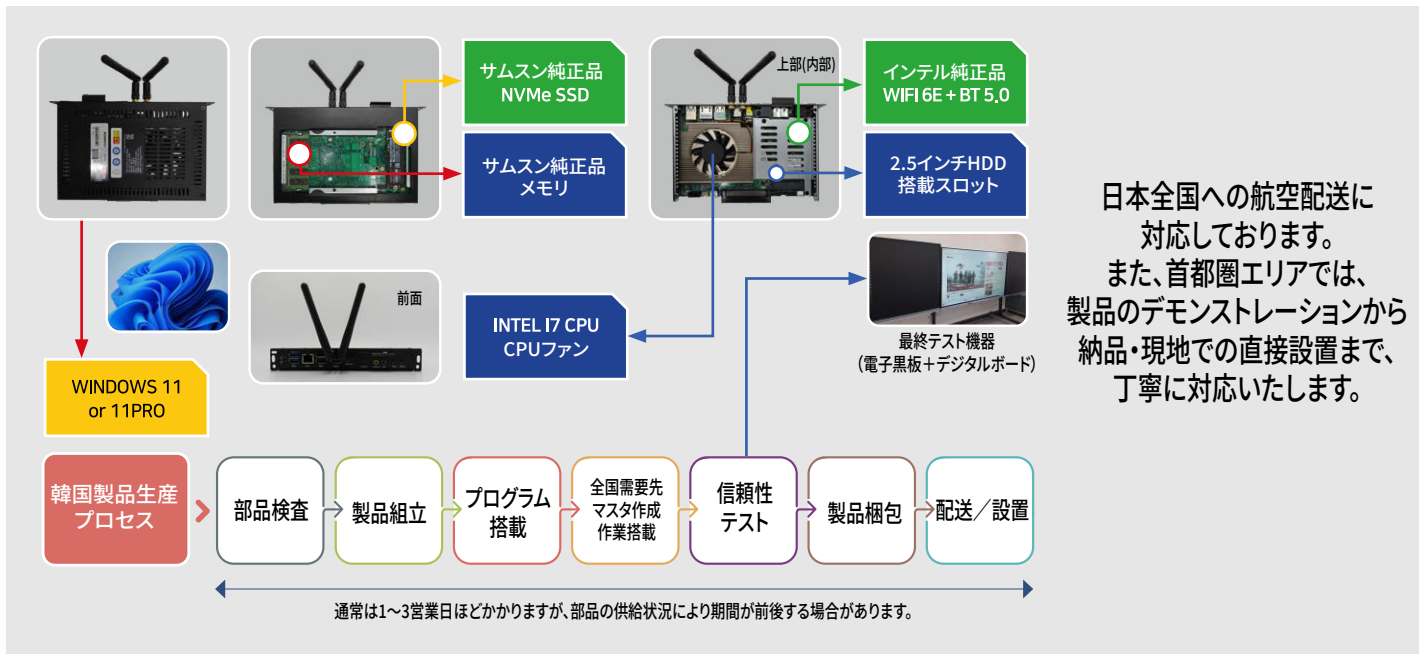 サムスン純正品
NVMe SSD
サムスン純正品
メモリ
上部(内部)
インテル純正品
WIFI 6E + BT 5.0
2.5インチHDD
搭載スロット
前面
INTEL I7 CPU
CPUファン
最終テスト機器
(電子黒板＋デジタルボード)
WINDOWS 11
or 11PRO
日本全国への航空配送に
対応しております。
また、首都圏エリアでは、
製品のデモンストレーションから
納品・現地での直接設置まで、
丁寧に対応いたします。
韓国製品生産
プロセス
部品検査
製品組立
プログラム
搭載
全国需要先
マスタ作成
作業搭載
信頼性
テスト
製品梱包
配送／設置
通常は1～3営業日ほどかかりますが、部品の供給状況により期間が前後する場合があります。